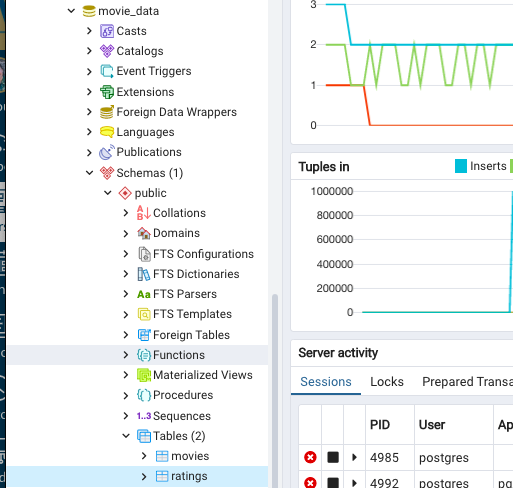 movie_data
Casts
Catalogs
Event Triggers
Extensions
Foreign Data Wrappers
Languages
Publications
Schemas (1)
public
Collations
Domains
FTS Configurations
FTS Dictionaries
FTS Parsers
FTS Templates
Foreign Tables
Functions
Materialized Views
Procedures
1..3 Sequences
Tables (2)
movies
ratings
3
2
1
0
Tuples in
Inserts
1000000
800000
600000
400000
200000
0
Server activity
Sessions Locks Prepared Transa
PID User Ap
4985 postgres
4992 postgres pg